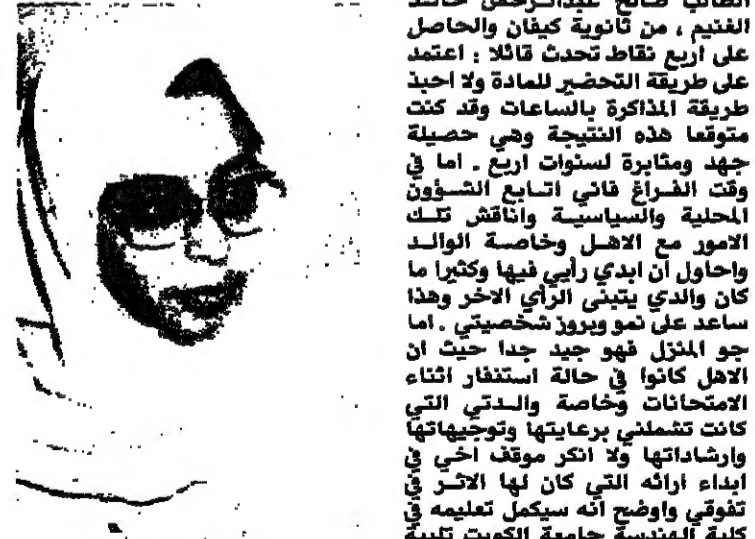 الطالب صالح عبدالرحمن خالد
الغنيم ، من ثانوية كيفان والحاصل
على اربع نقاط تحدث قائلا : اعتمد
على طريقة التحضير للمادة ولا احبذ
طريقة المذاكرة بالساعات وقد كنت
متوقعا هذه النتيجة وهي حصيلة
جهد ومثابرة لسنوات اربع . اما في
وقت الفراغ فاني اتابع الشؤون
المحلية والسياسية واناقش تلك
الامور مع الاهل وخاصة الوالد
واحاول ان ابدي رأيي فيها وكثيرا ما
كان والدي يتبنى الرأي الاخر وهذا
ساعد على نمو وبروز شخصيتي . اما
جو المنزل فهو جيد جدا حيث ان
الاهل كانوا في حالة استنفار اثناء
الامتحانات وخاصة والدتي التي
كانت تشملني برعايتها وتوجيهاتها
وارشاداتها ولا انكر موقف اخي في
ابداء ارائه التي كان لها الاثر في
تفوقي واوضح انه سيكمل تعليمه في
كلية الهندسة جامعة الكويت تلبية